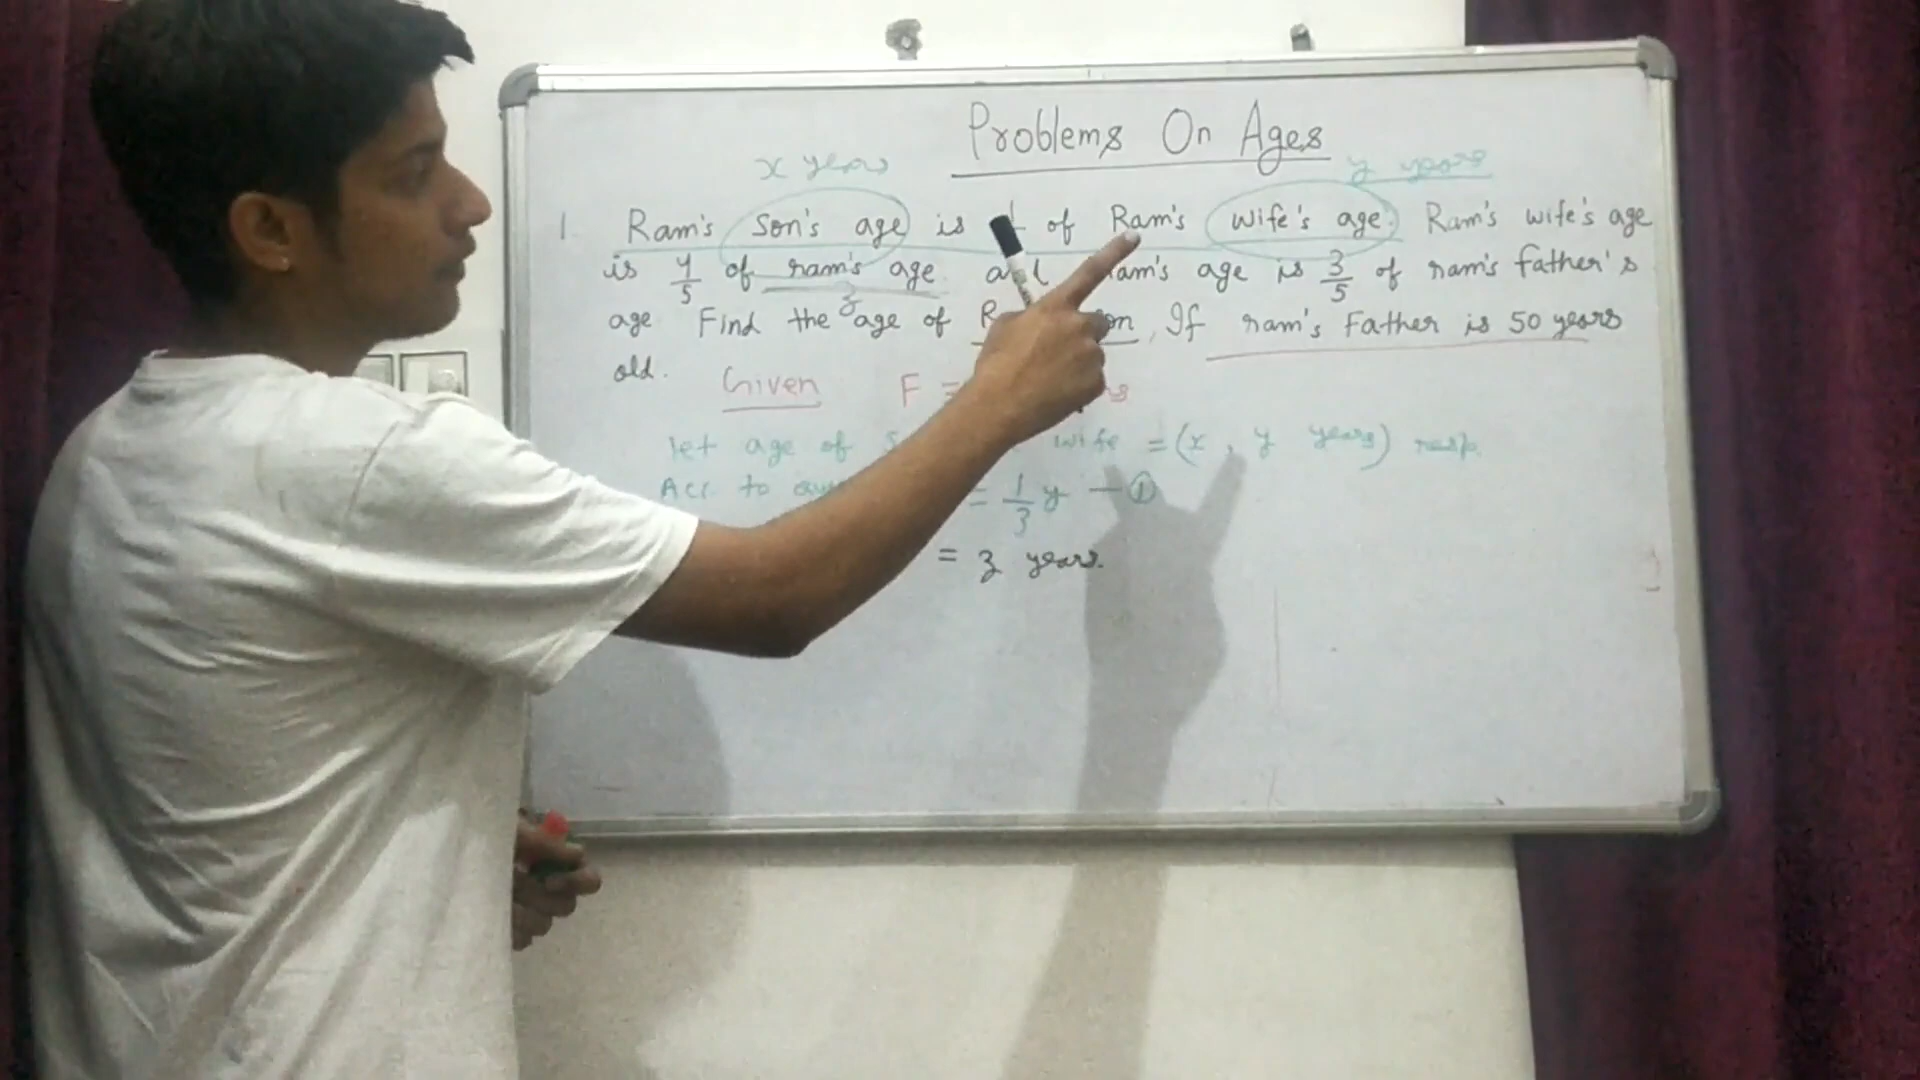 Problems On Ages
x years
y years
1. Ram's Son's age is of Ram's wife's age. Ram's wife's age
is 4/5 of ram's age. Ram's age is 3/5 of ram's father's
z
age Find the age of son, If ram's Father is 50 years
old.
Given F =
let age of wife = (x , y years) resp.
Acc. to = 1/3 y - ①
= z years.